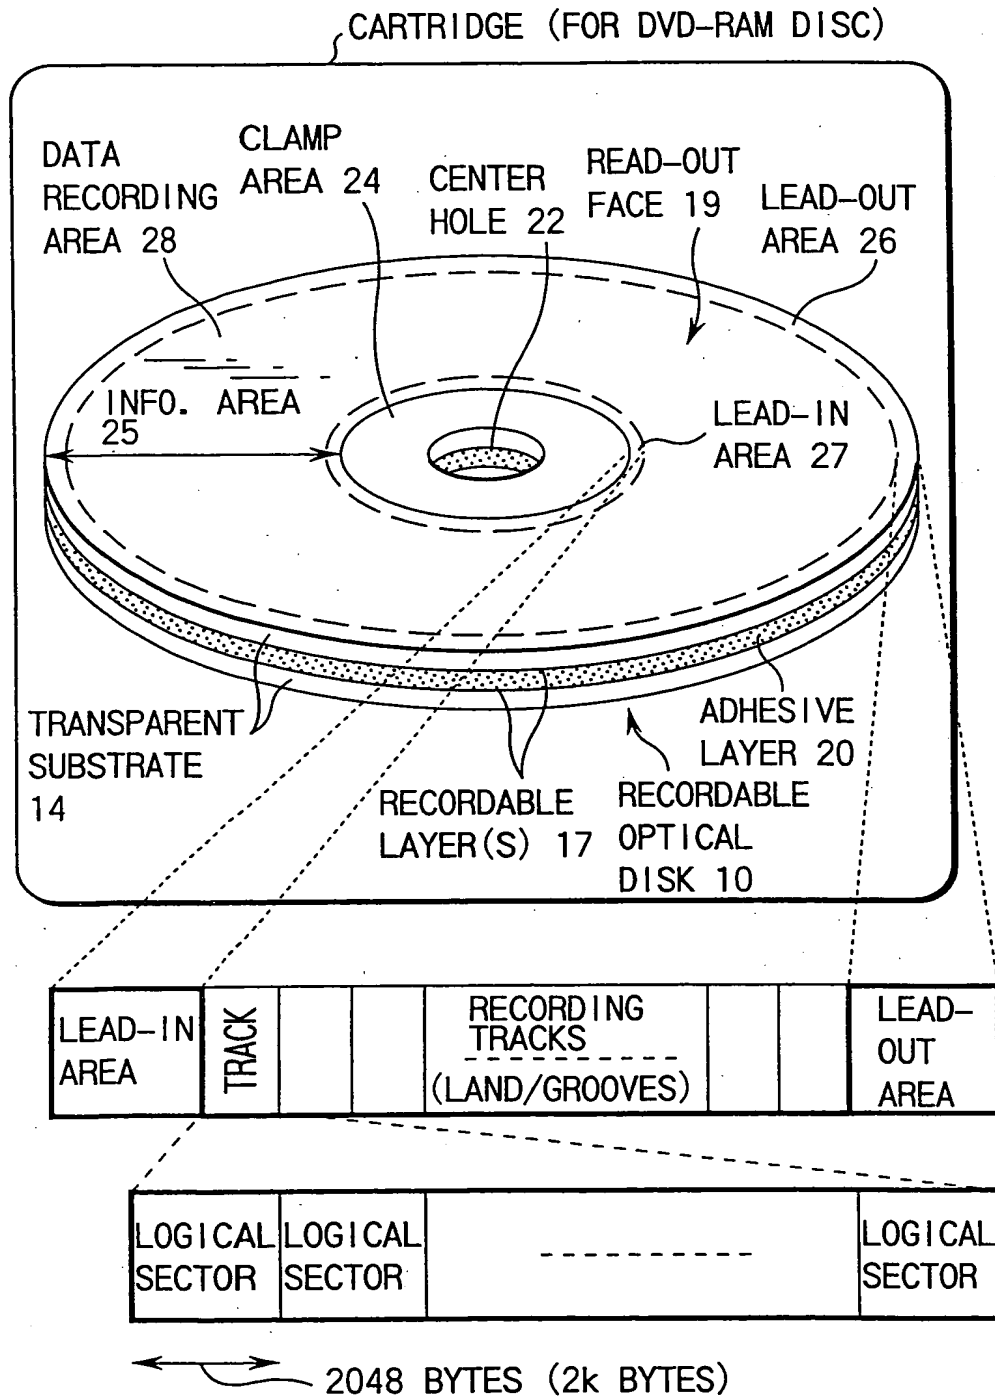 CARTRIDGE (FOR DVD-RAM DISC)
DATA
RECORDING
AREA 28
CLAMP
AREA 24
CENTER
HOLE 22
READ-OUT
FACE 19
LEAD-OUT
AREA 26
INFO. AREA
25
LEAD-IN
AREA 27
TRANSPARENT
SUBSTRATE
14
RECORDABLE
LAYER(S) 17
RECORDABLE
OPTICAL
DISK 10
ADHESIVE
LAYER 20
LEAD-IN
AREA
TRACK
RECORDING
TRACKS
(LAND/GROOVES)
LEAD-
OUT
AREA
LOGICAL
SECTOR
LOGICAL
SECTOR
LOGICAL
SECTOR
2048 BYTES (2k BYTES)